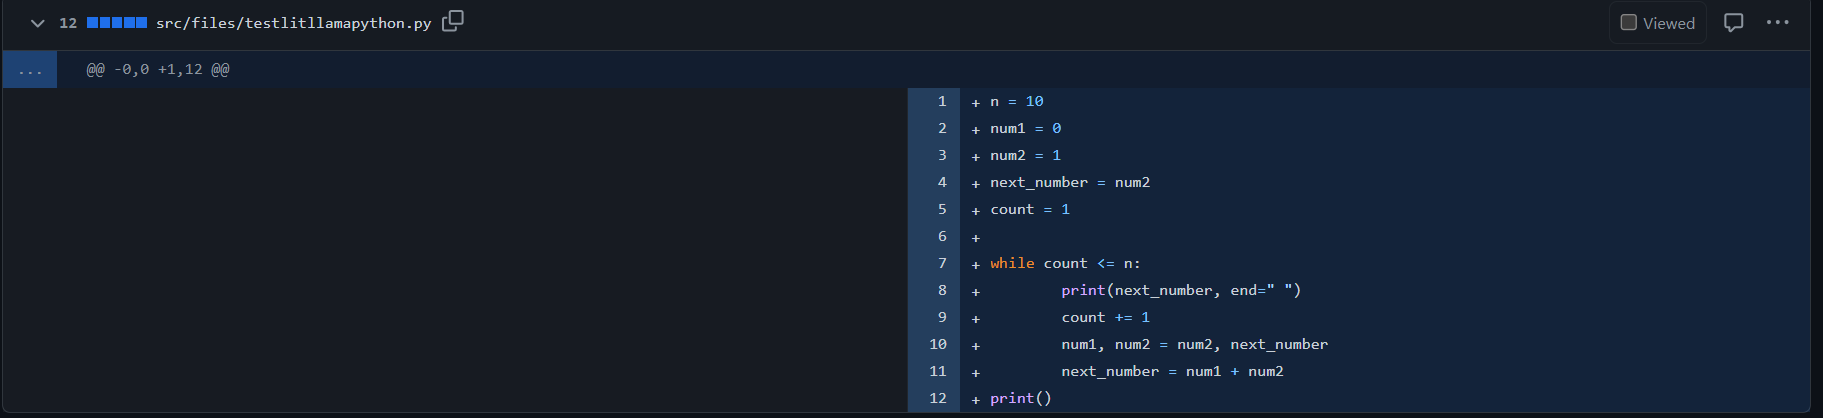 12 src/files/testlitllamapython.py Viewed ...
... @@ -0,0 +1,12 @@
1 + n = 10
2 + num1 = 0
3 + num2 = 1
4 + next_number = num2
5 + count = 1
6 +
7 + while count <= n:
8 +         print(next_number, end=" ")
9 +         count += 1
10 +         num1, num2 = num2, next_number
11 +         next_number = num1 + num2
12 + print()